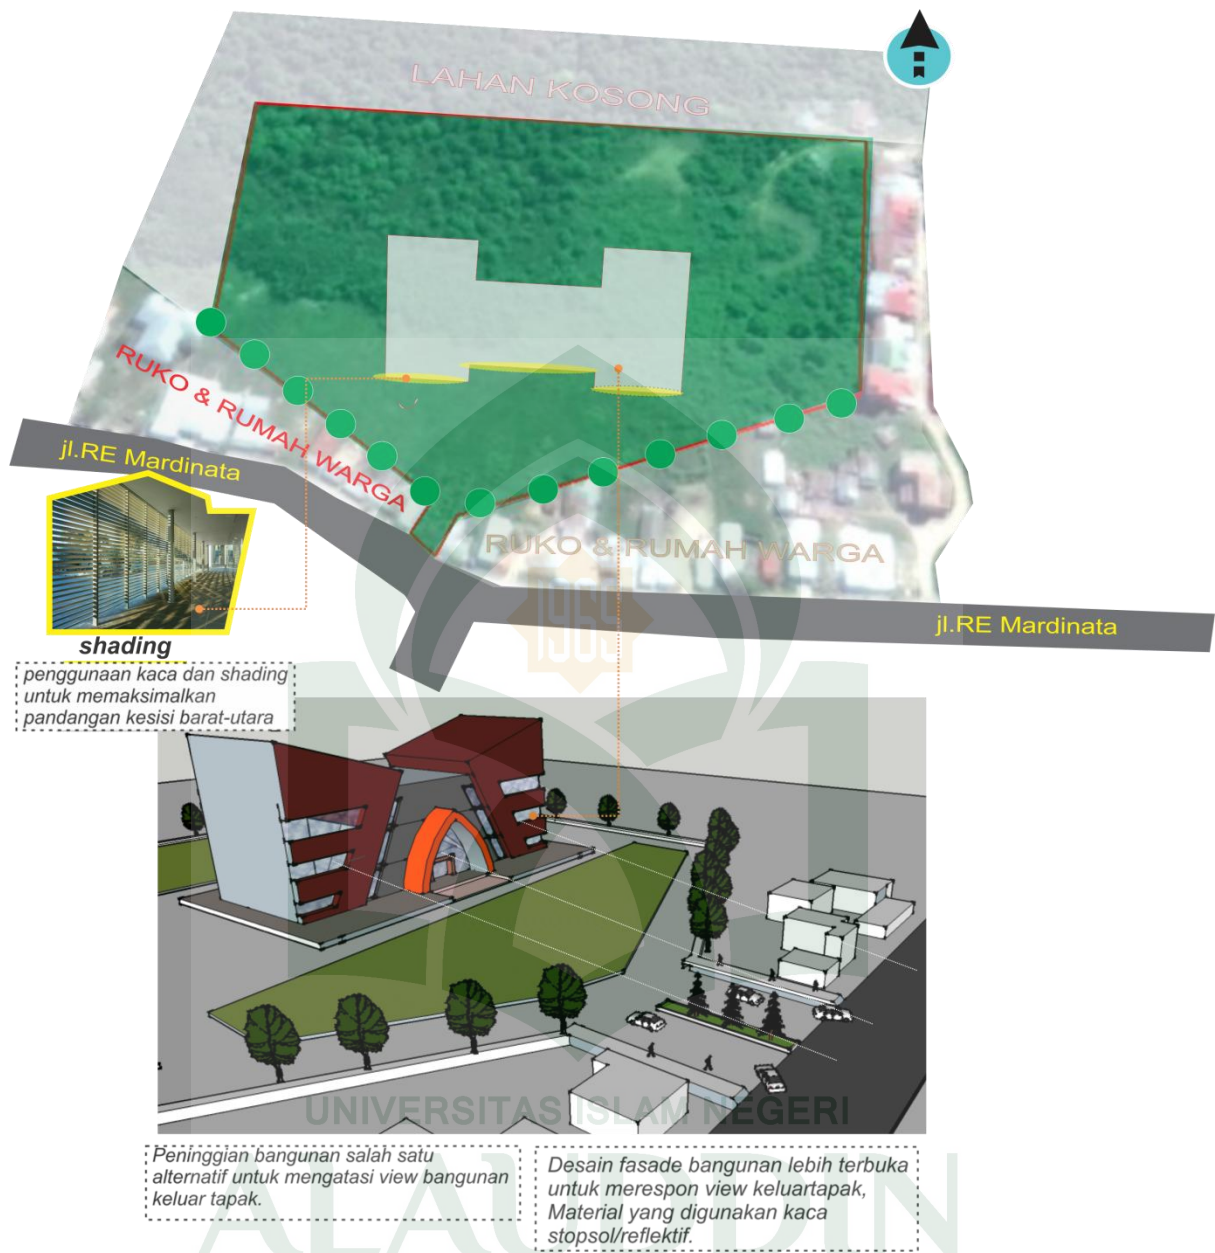 LAHAN KOSONG
RUKO & RUMAH WARGA
jl.RE Mardinata
RUKO & RUMAH WARGA
jl.RE Mardinata
1965
shading
penggunaan kaca dan shading
untuk memaksimalkan
pandangan kesisi barat-utara
UNIVERSITAS ISLAM NEGERI
Peninggian bangunan salah satu
alternatif untuk mengatasi view bangunan
keluar tapak.
Desain fasade bangunan lebih terbuka
untuk merespon view keluartapak,
Material yang digunakan kaca
stopsol/reflektif.
ALAUDDIN